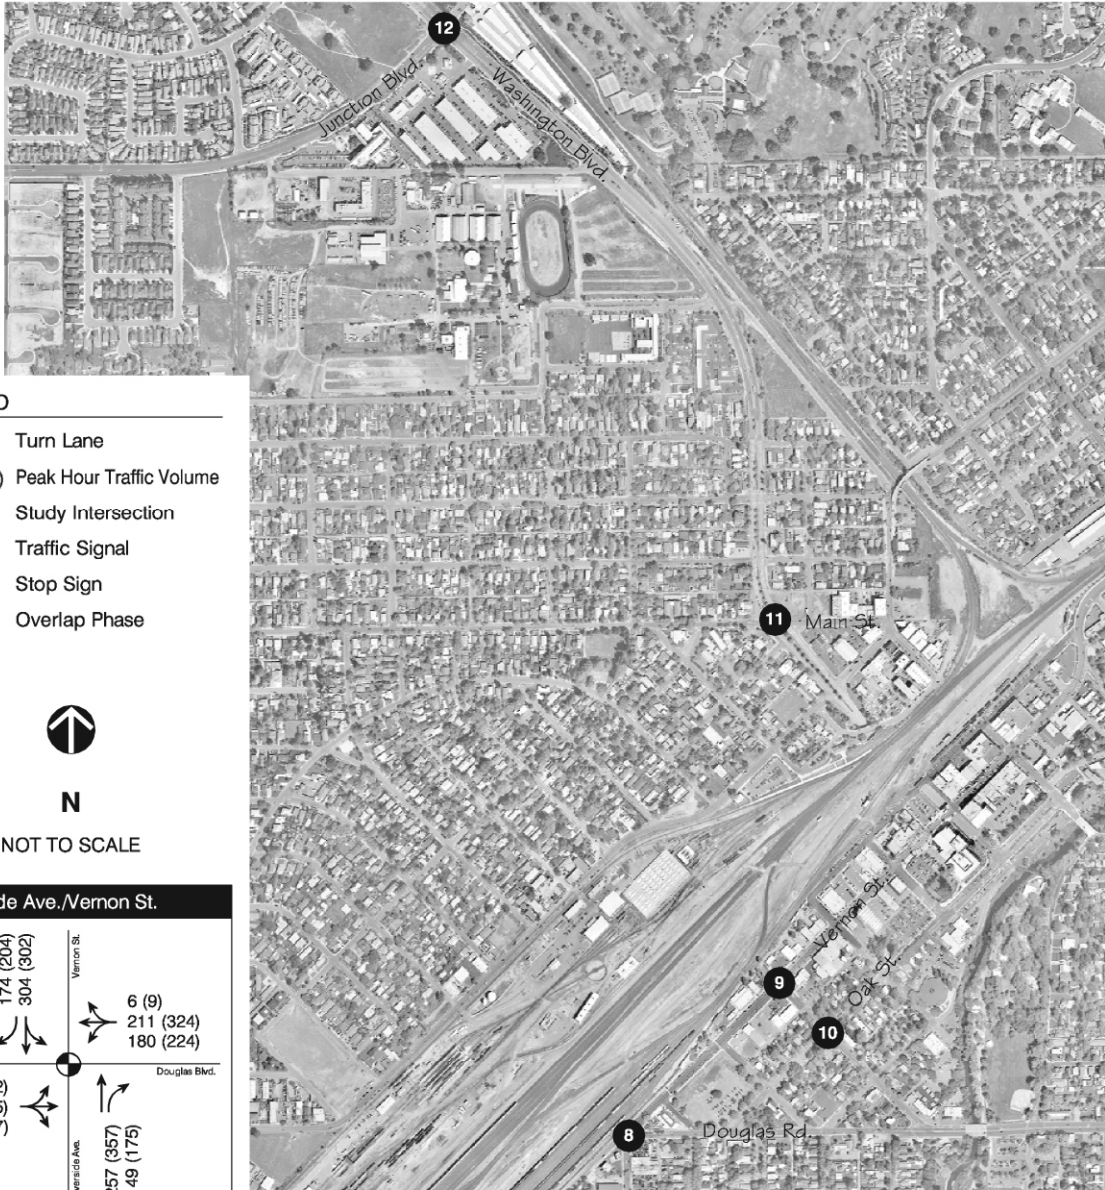 12
Junction Blvd.
Washington Blvd.
Turn Lane
) Peak Hour Traffic Volume
Study Intersection
Traffic Signal
Stop Sign
Overlap Phase
N
NOT TO SCALE
11
Main St.
Vernon St.
9
Oak St.
10
8
Douglas Rd.
de Ave./Vernon St.
174 (204)
304 (302)
Vernon St.
6 (9)
211 (324)
180 (224)
Douglas Blvd.
verside Ave.
257 (357)
49 (175)